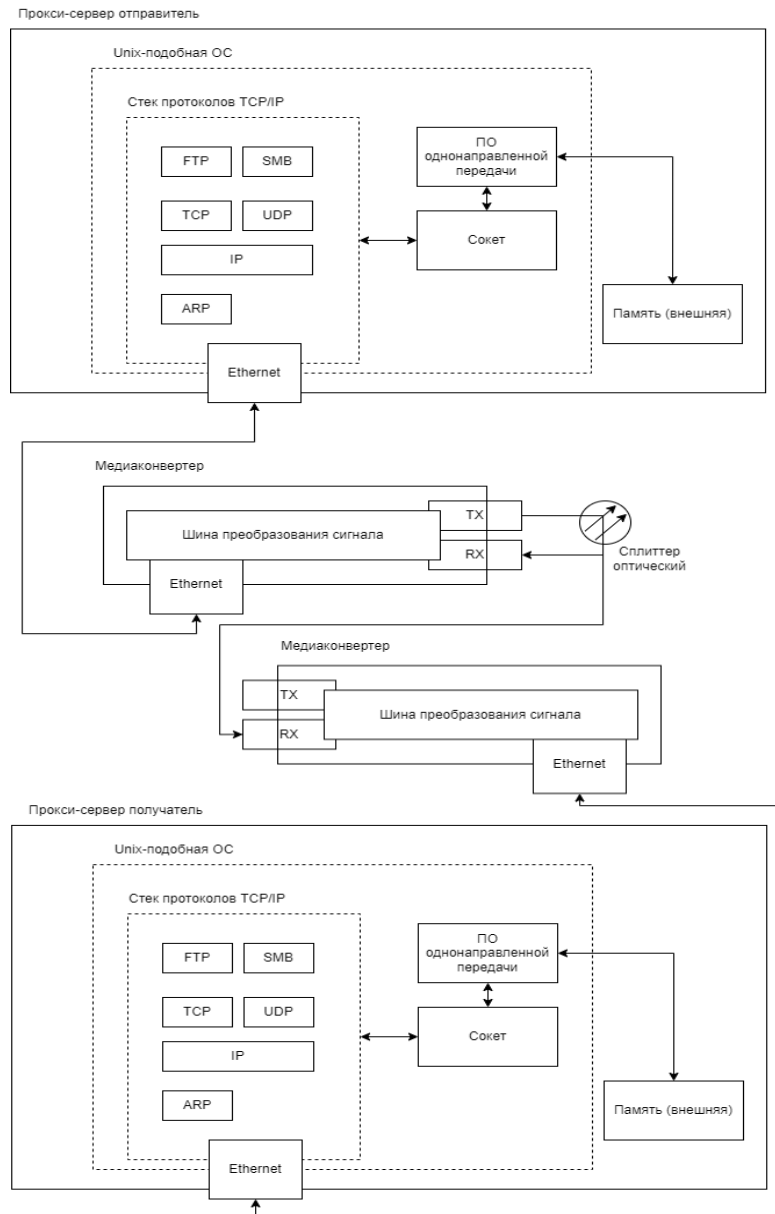 Прокси-сервер отправитель
Unix-подобная ОС
Стек протоколов TCP/IP
FTP
SMB
TCP
UDP
IP
ARP
Ethernet
ПО
однонаправленной
передачи
Сокет
Память (внешняя)
Медиаконвертер
TX
Шина преобразования сигнала
RX
Ethernet
Сплиттер
оптический
Медиаконвертер
TX
Шина преобразования сигнала
RX
Ethernet
Прокси-сервер получатель
Unix-подобная ОС
Стек протоколов TCP/IP
FTP
SMB
TCP
UDP
IP
ARP
Ethernet
ПО
однонаправленной
передачи
Сокет
Память (внешняя)